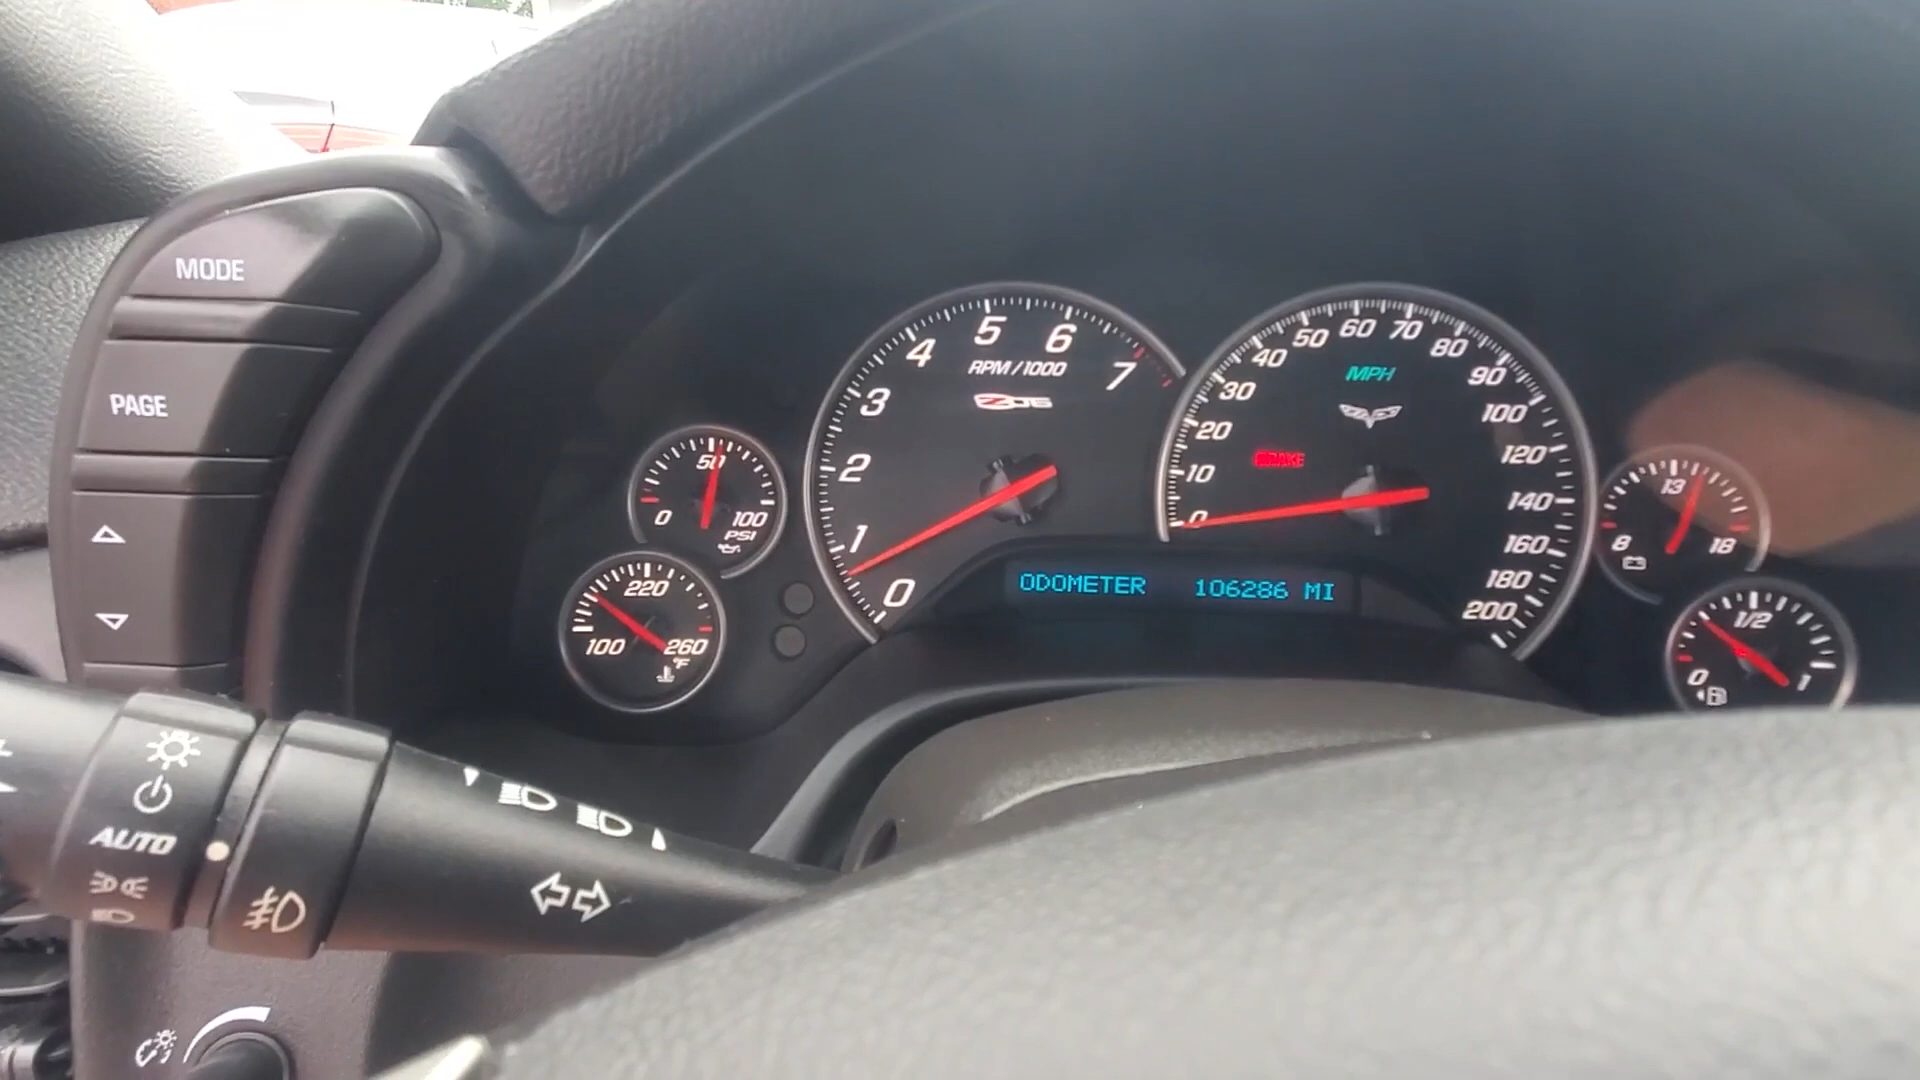 MODE
PAGE
AUTO
0 50 100
PSI
100 220 260
°F
0 1 2 3 4 5 6 7
RPM/1000
Z06
0 10 20 30 40 50 60 70 80 90 100 120 140 160 180 200
MPH
BRAKE
ODOMETER 106286 MI
8 13 18
0 1/2 1